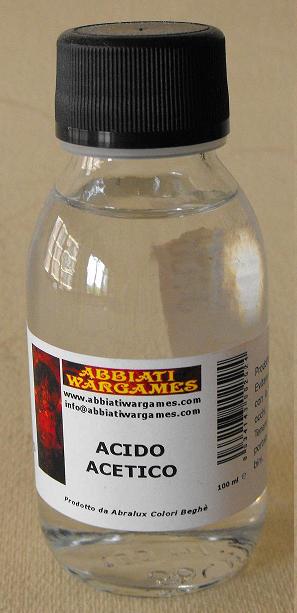 ABBIATI
WARGAMES
www.abbiatiwargames.com
info@abbiatiwargames.com
ACIDO
ACETICO
Prodotto da Abralux Colori Beghè
100 ml e